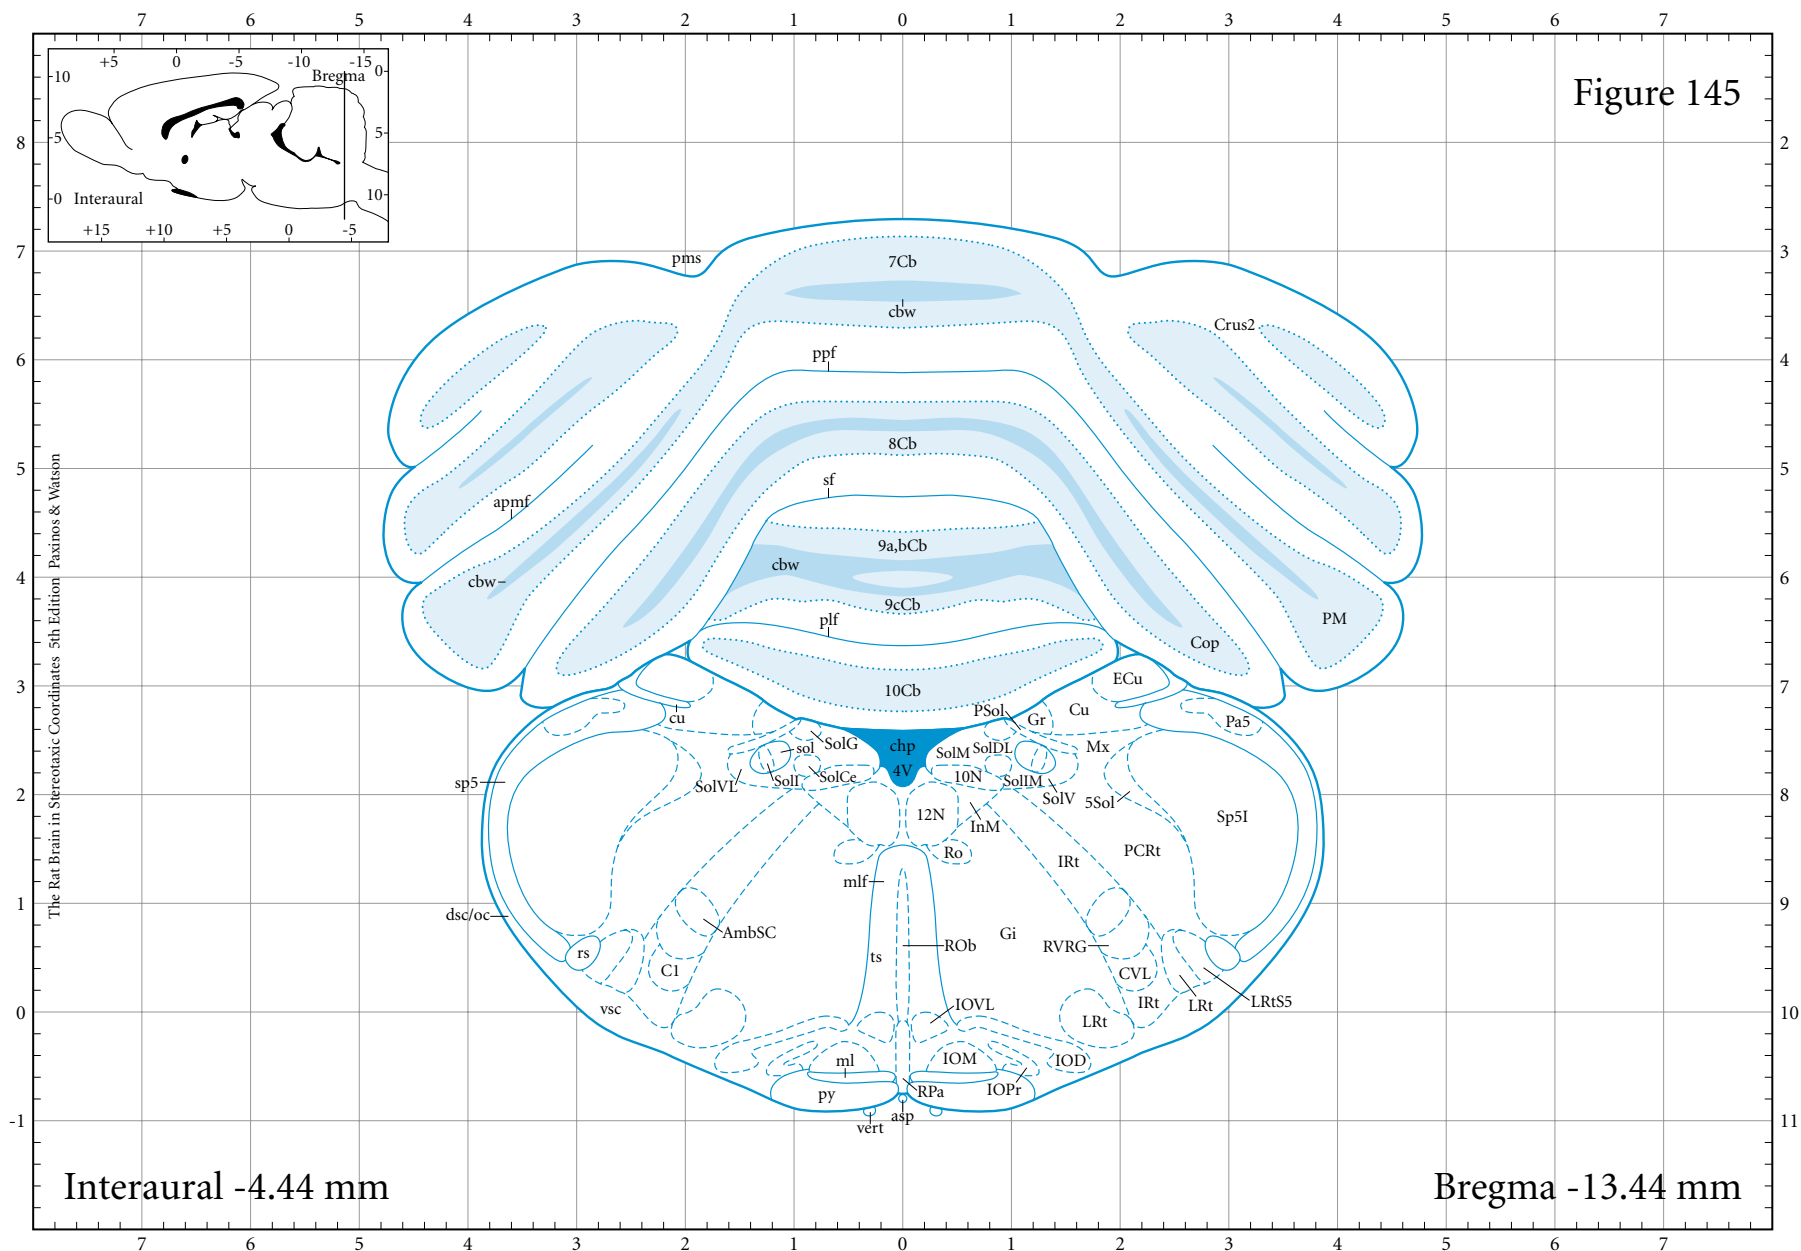 7 6 5 4 3 2 1 0 1 2 3 4 5 6 7
+5 0 -5 -10 -15
Bregma
0
10
5
5
10
0
Interaural
+15 +10 +5 0 -5
Figure 145
8 2
7 3
6 4
5 5
4 6
3 7
2 8
1 9
0 10
-1 11
The Rat Brain in Stereotaxic Coordinates 5th Edition Paxinos & Watson
pms
7Cb
cbw
Crus2
ppf
8Cb
sf
apmf
9a,bCb
cbw
cbw
9cCb
plf
PM
Cop
ECu
10Cb
cu
PSol
Gr
Cu
Pa5
SolG
sol
chp
SolM
SolDL
Mx
4V
10N
SolIM
SolVL
SolI
SolCe
sp5
SolV
5Sol
12N
InM
Sp5I
Ro
IRt
PCRt
mlf
dsc/oc
AmbSC
Gi
ROb
RVRG
rs
ts
C1
CVL
IRt
LRt
LRtS5
vsc
IOVL
LRt
ml
IOM
IOD
py
RPa
IOPr
asp
vert
Interaural -4.44 mm
Bregma -13.44 mm
7 6 5 4 3 2 1 0 1 2 3 4 5 6 7